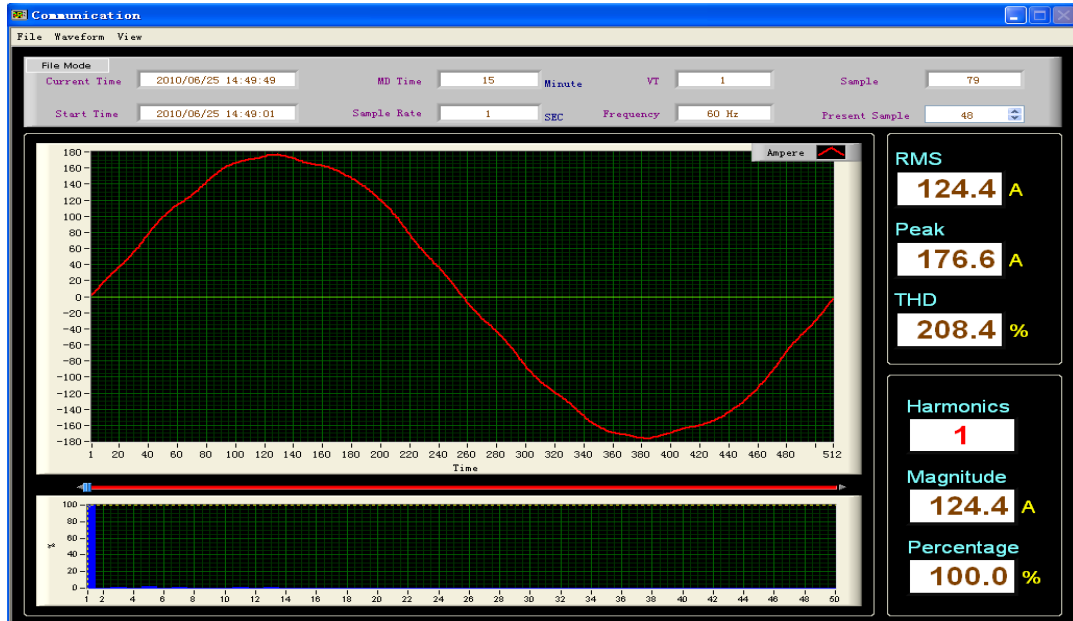 Communication
File Waveform View
File Mode
Current Time 2010/06/25 14:49:49 MD Time 15 Minute VT 1 Sample 79
Start Time 2010/06/25 14:49:01 Sample Rate 1 SEC Frequency 60 Hz Present Sample 48
Ampere
180
160
140
120
100
80
60
40
20
0
-20
-40
-60
-80
-100
-120
-140
-160
-180
1 20 40 60 80 100 120 140 160 180 200 220 240 260 280 300 320 340 360 380 400 420 440 460 480 512
Time
RMS
124.4 A
Peak
176.6 A
THD
208.4 %
100
80
60
40
20
0
%
1 2 4 6 8 10 12 14 16 18 20 22 24 26 28 30 32 34 36 38 40 42 44 46 50
Harmonics
1
Magnitude
124.4 A
Percentage
100.0 %